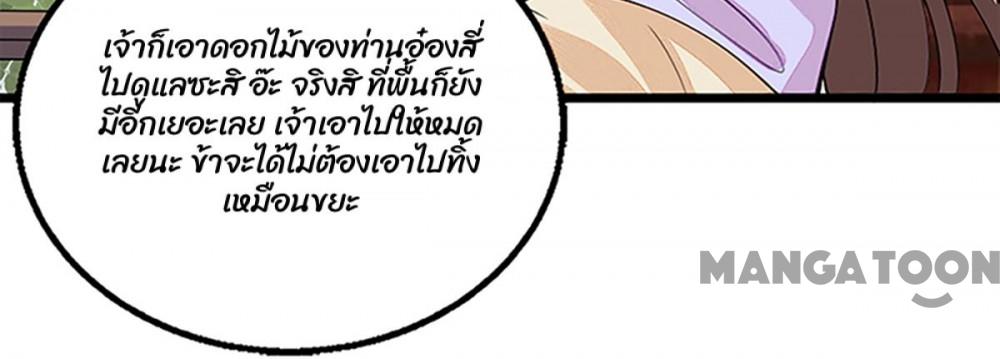 เจ้าก็เอาดอกไม้ของท่านอ๋องสี่
ไปดูแลซะสิ อ๊ะ จริงสิ ที่พื้นก็ยัง
มีอีกเยอะเลย เจ้าเอาไปให้หมด
เลยนะ ข้าจะได้ไม่ต้องเอาไปทิ้ง
เหมือนขยะ
MANGATOON